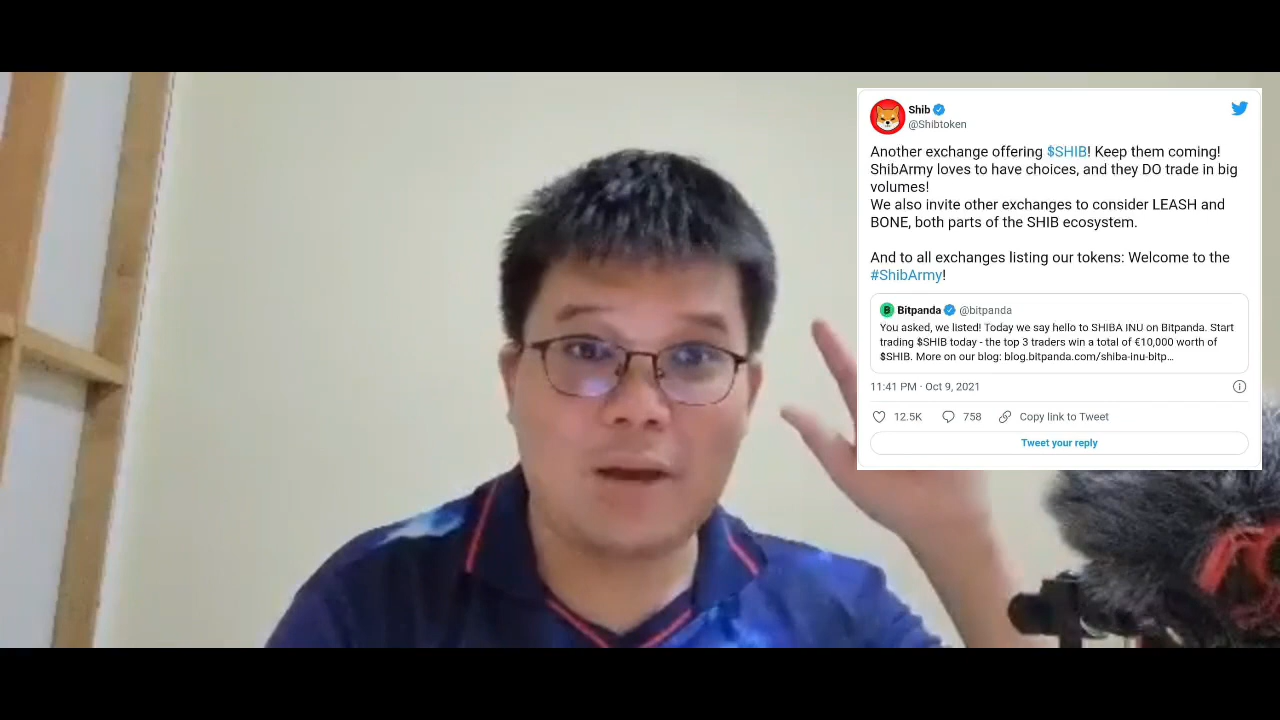 Shib
@Shibtoken
Another exchange offering $SHIB! Keep them coming!
ShibArmy loves to have choices, and they DO trade in big
volumes!
We also invite other exchanges to consider LEASH and
BONE, both parts of the SHIB ecosystem.
And to all exchanges listing our tokens: Welcome to the
#ShibArmy!
Bitpanda @bitpanda
You asked, we listed! Today we say hello to SHIBA INU on Bitpanda. Start
trading $SHIB today - the top 3 traders win a total of €10,000 worth of
$SHIB. More on our blog: blog.bitpanda.com/shiba-inu-bitp…
11:41 PM · Oct 9, 2021
12.5K 758 Copy link to Tweet
Tweet your reply